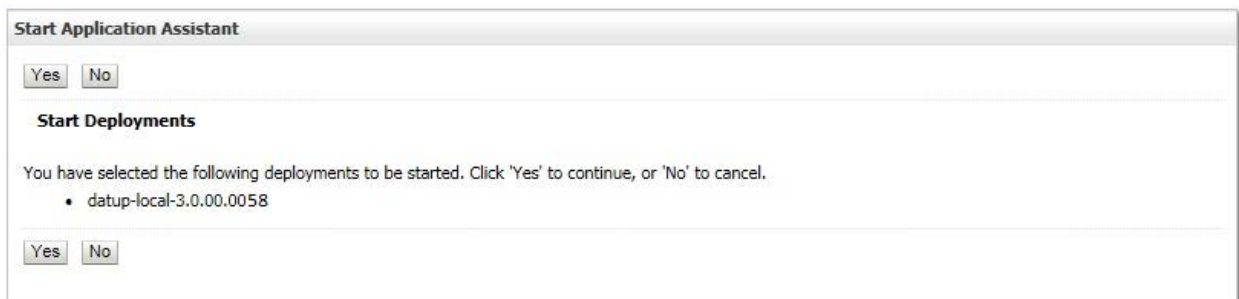 Start Application Assistant
Yes No
Start Deployments
You have selected the following deployments to be started. Click 'Yes' to continue, or 'No' to cancel.
• datup-local-3.0.00.0058
Yes No